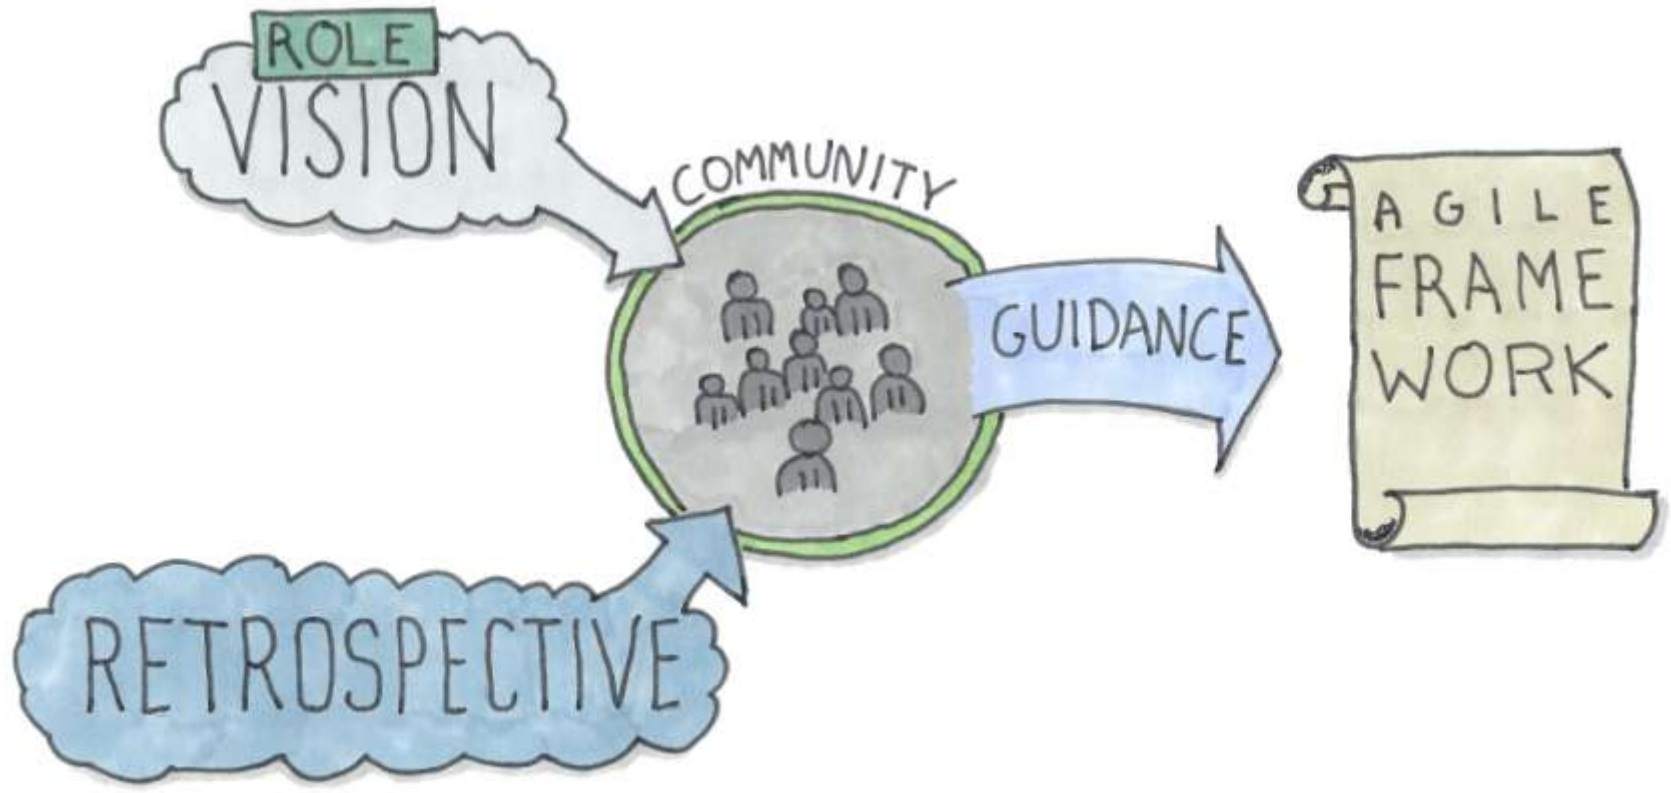 ROLE
VISION
COMMUNITY
GUIDANCE
RETROSPECTIVE
AGILE
FRAME
WORK